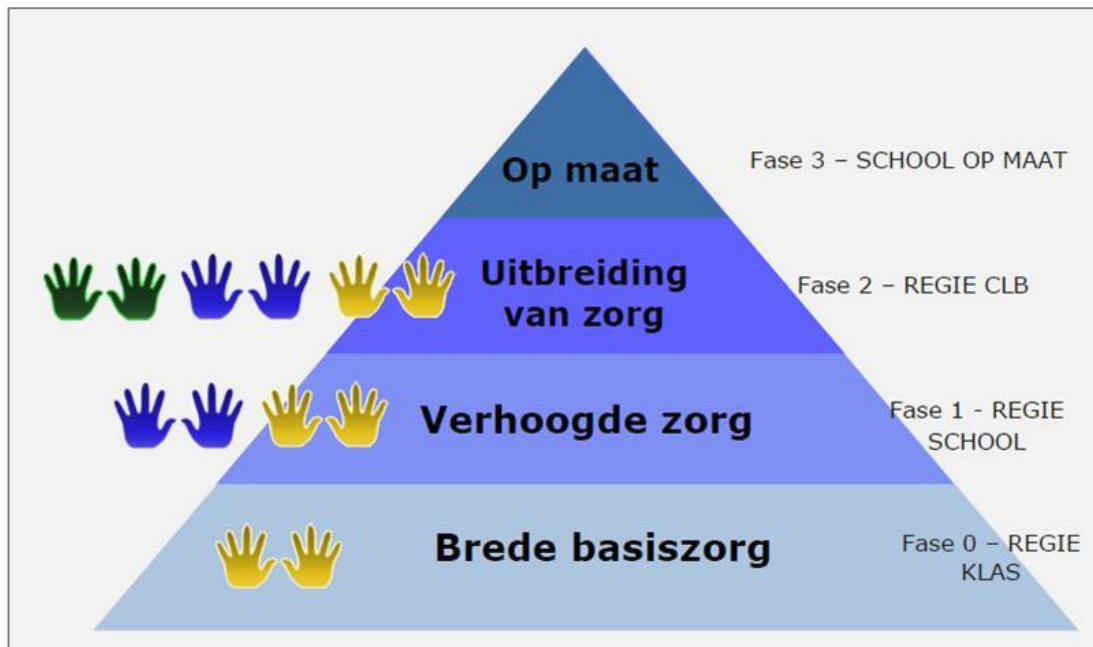 Op maat
Fase 3 – SCHOOL OP MAAT
Uitbreiding
van zorg
Fase 2 – REGIE CLB
Verhoogde zorg
Fase 1 - REGIE
SCHOOL
Brede basiszorg
Fase 0 – REGIE
KLAS